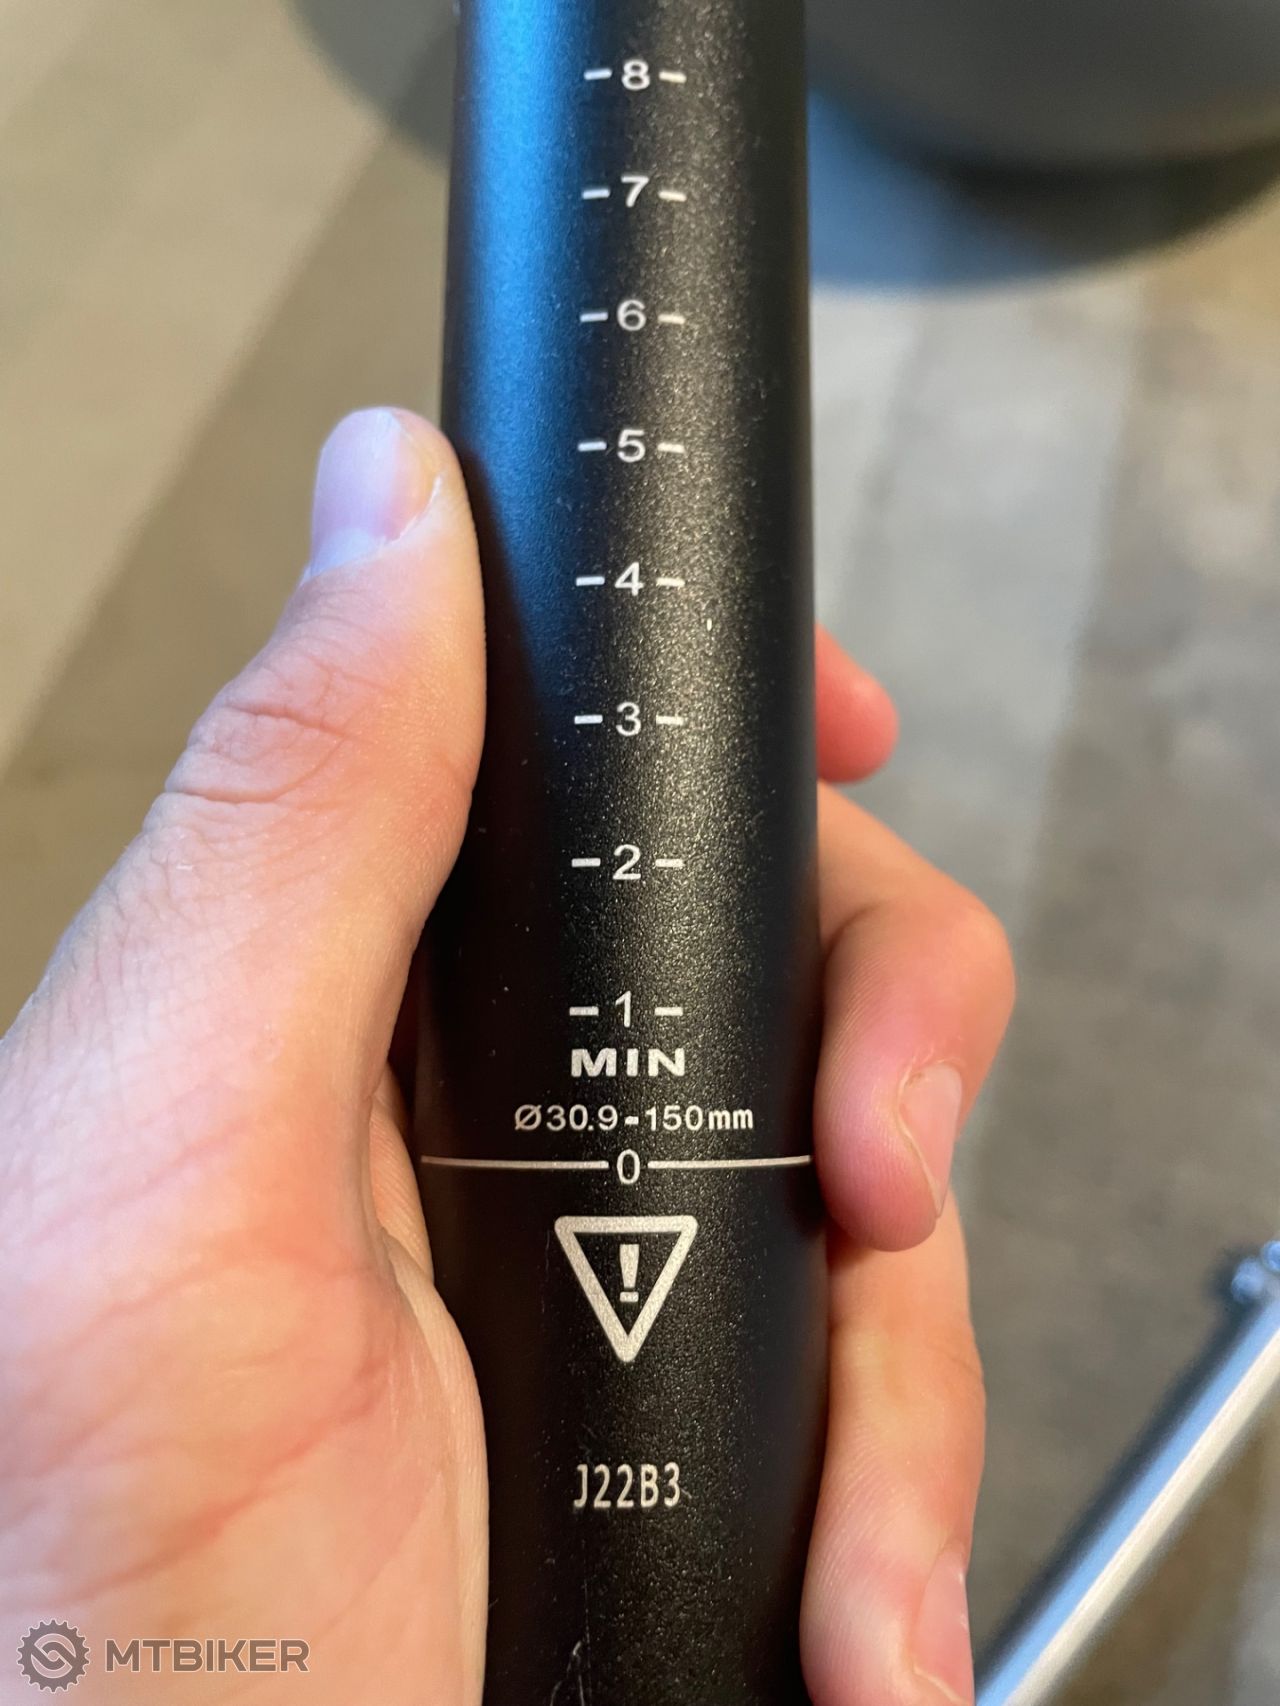 -8-
-7-
-6-
-5-
-4-
-3-
-2-
-1-
MIN
Ø30.9-150mm
0
!
J22B3
MTBIKER